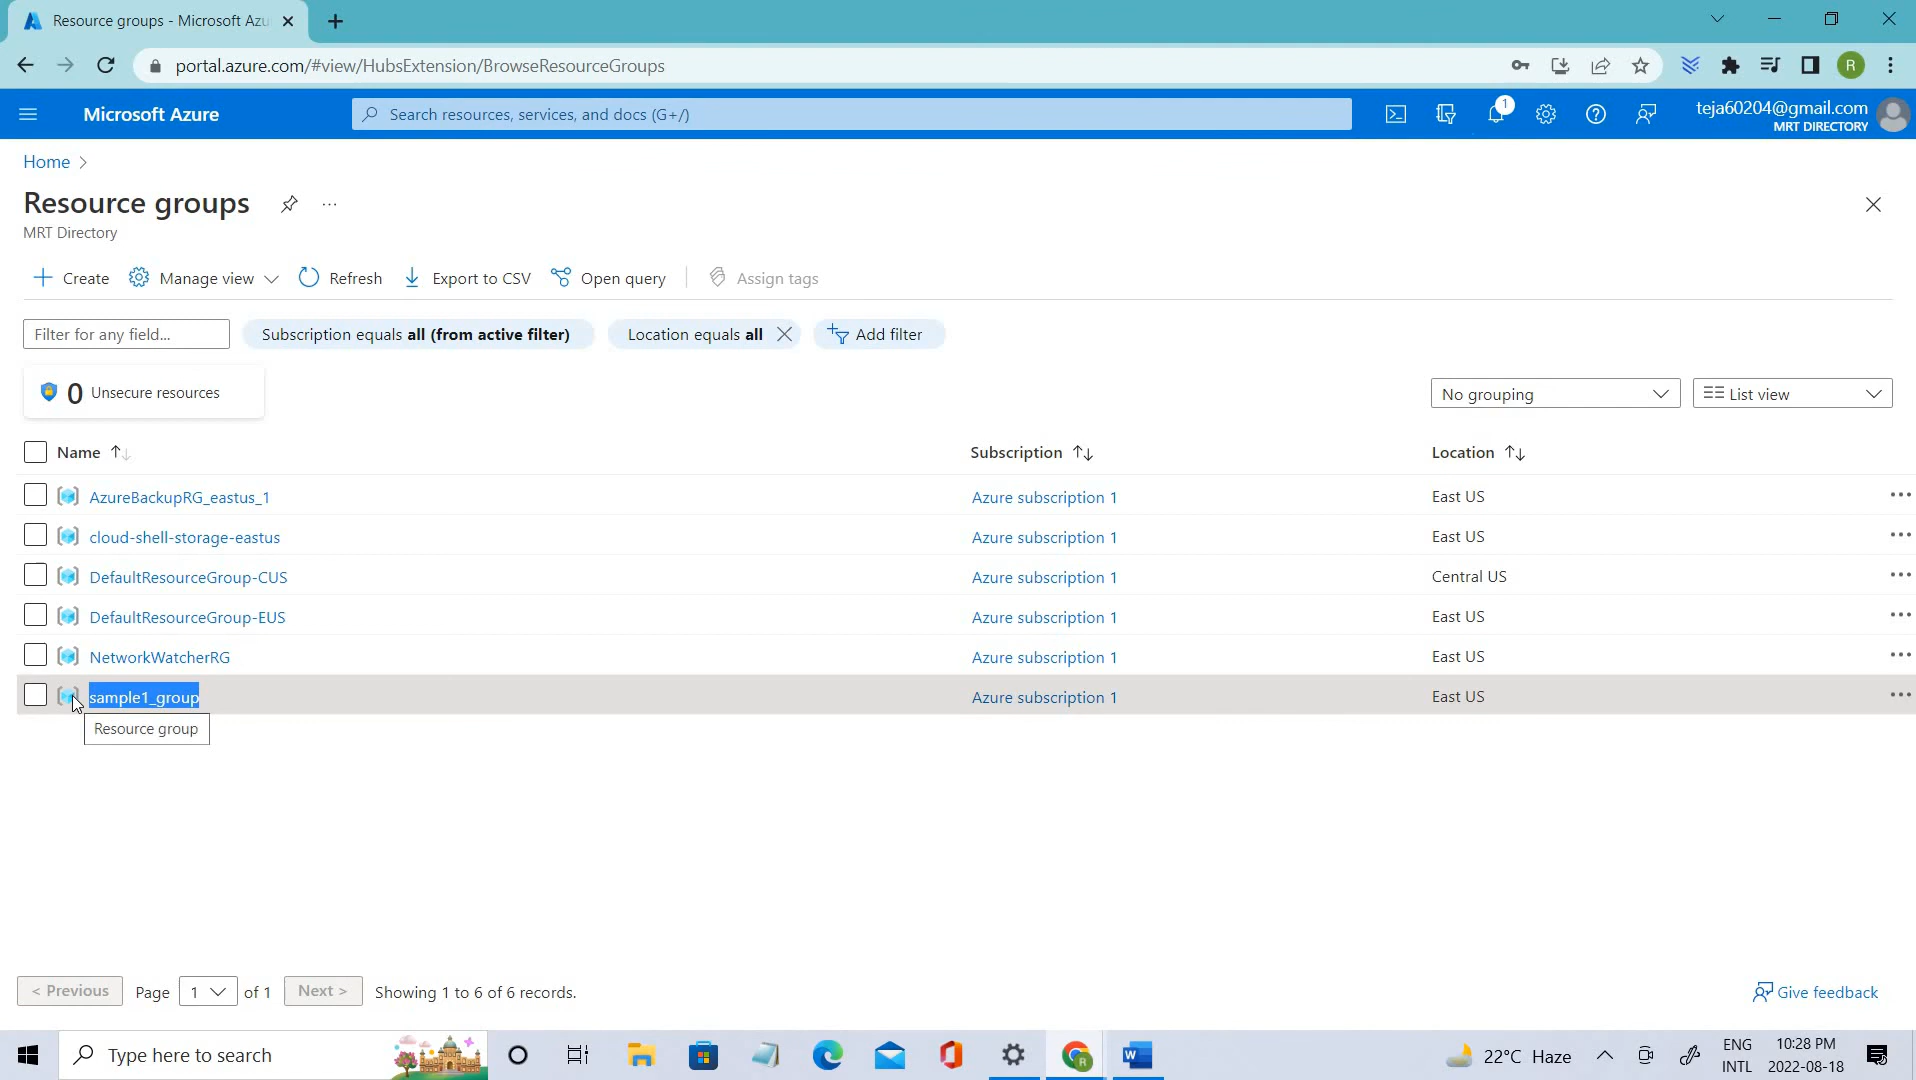 Resource groups - Microsoft Azu
portal.azure.com/#view/HubsExtension/BrowseResourceGroups
R
Microsoft Azure
Search resources, services, and docs (G+/)
1
teja60204@gmail.com
MRT DIRECTORY
Home
Resource groups
MRT Directory
Create
Manage view
Refresh
Export to CSV
Open query
Assign tags
Filter for any field...
Subscription equals all (from active filter)
Location equals all
Add filter
0 Unsecure resources
No grouping
List view
Name
Subscription
Location
AzureBackupRG_eastus_1
Azure subscription 1
East US
cloud-shell-storage-eastus
Azure subscription 1
East US
DefaultResourceGroup-CUS
Azure subscription 1
Central US
DefaultResourceGroup-EUS
Azure subscription 1
East US
NetworkWatcherRG
Azure subscription 1
East US
sample1_group
Azure subscription 1
East US
Resource group
< Previous
Page 1 of 1
Next >
Showing 1 to 6 of 6 records.
Give feedback
Type here to search
22°C Haze
ENG
INTL
10:28 PM
2022-08-18